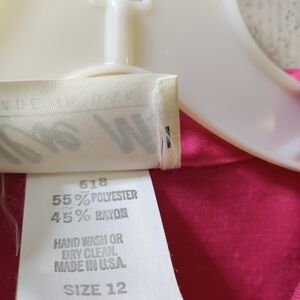 618
55% POLYESTER
45% RAYON
HAND WASH OR
DRY CLEAN.
MADE IN U.S.A.
SIZE 12